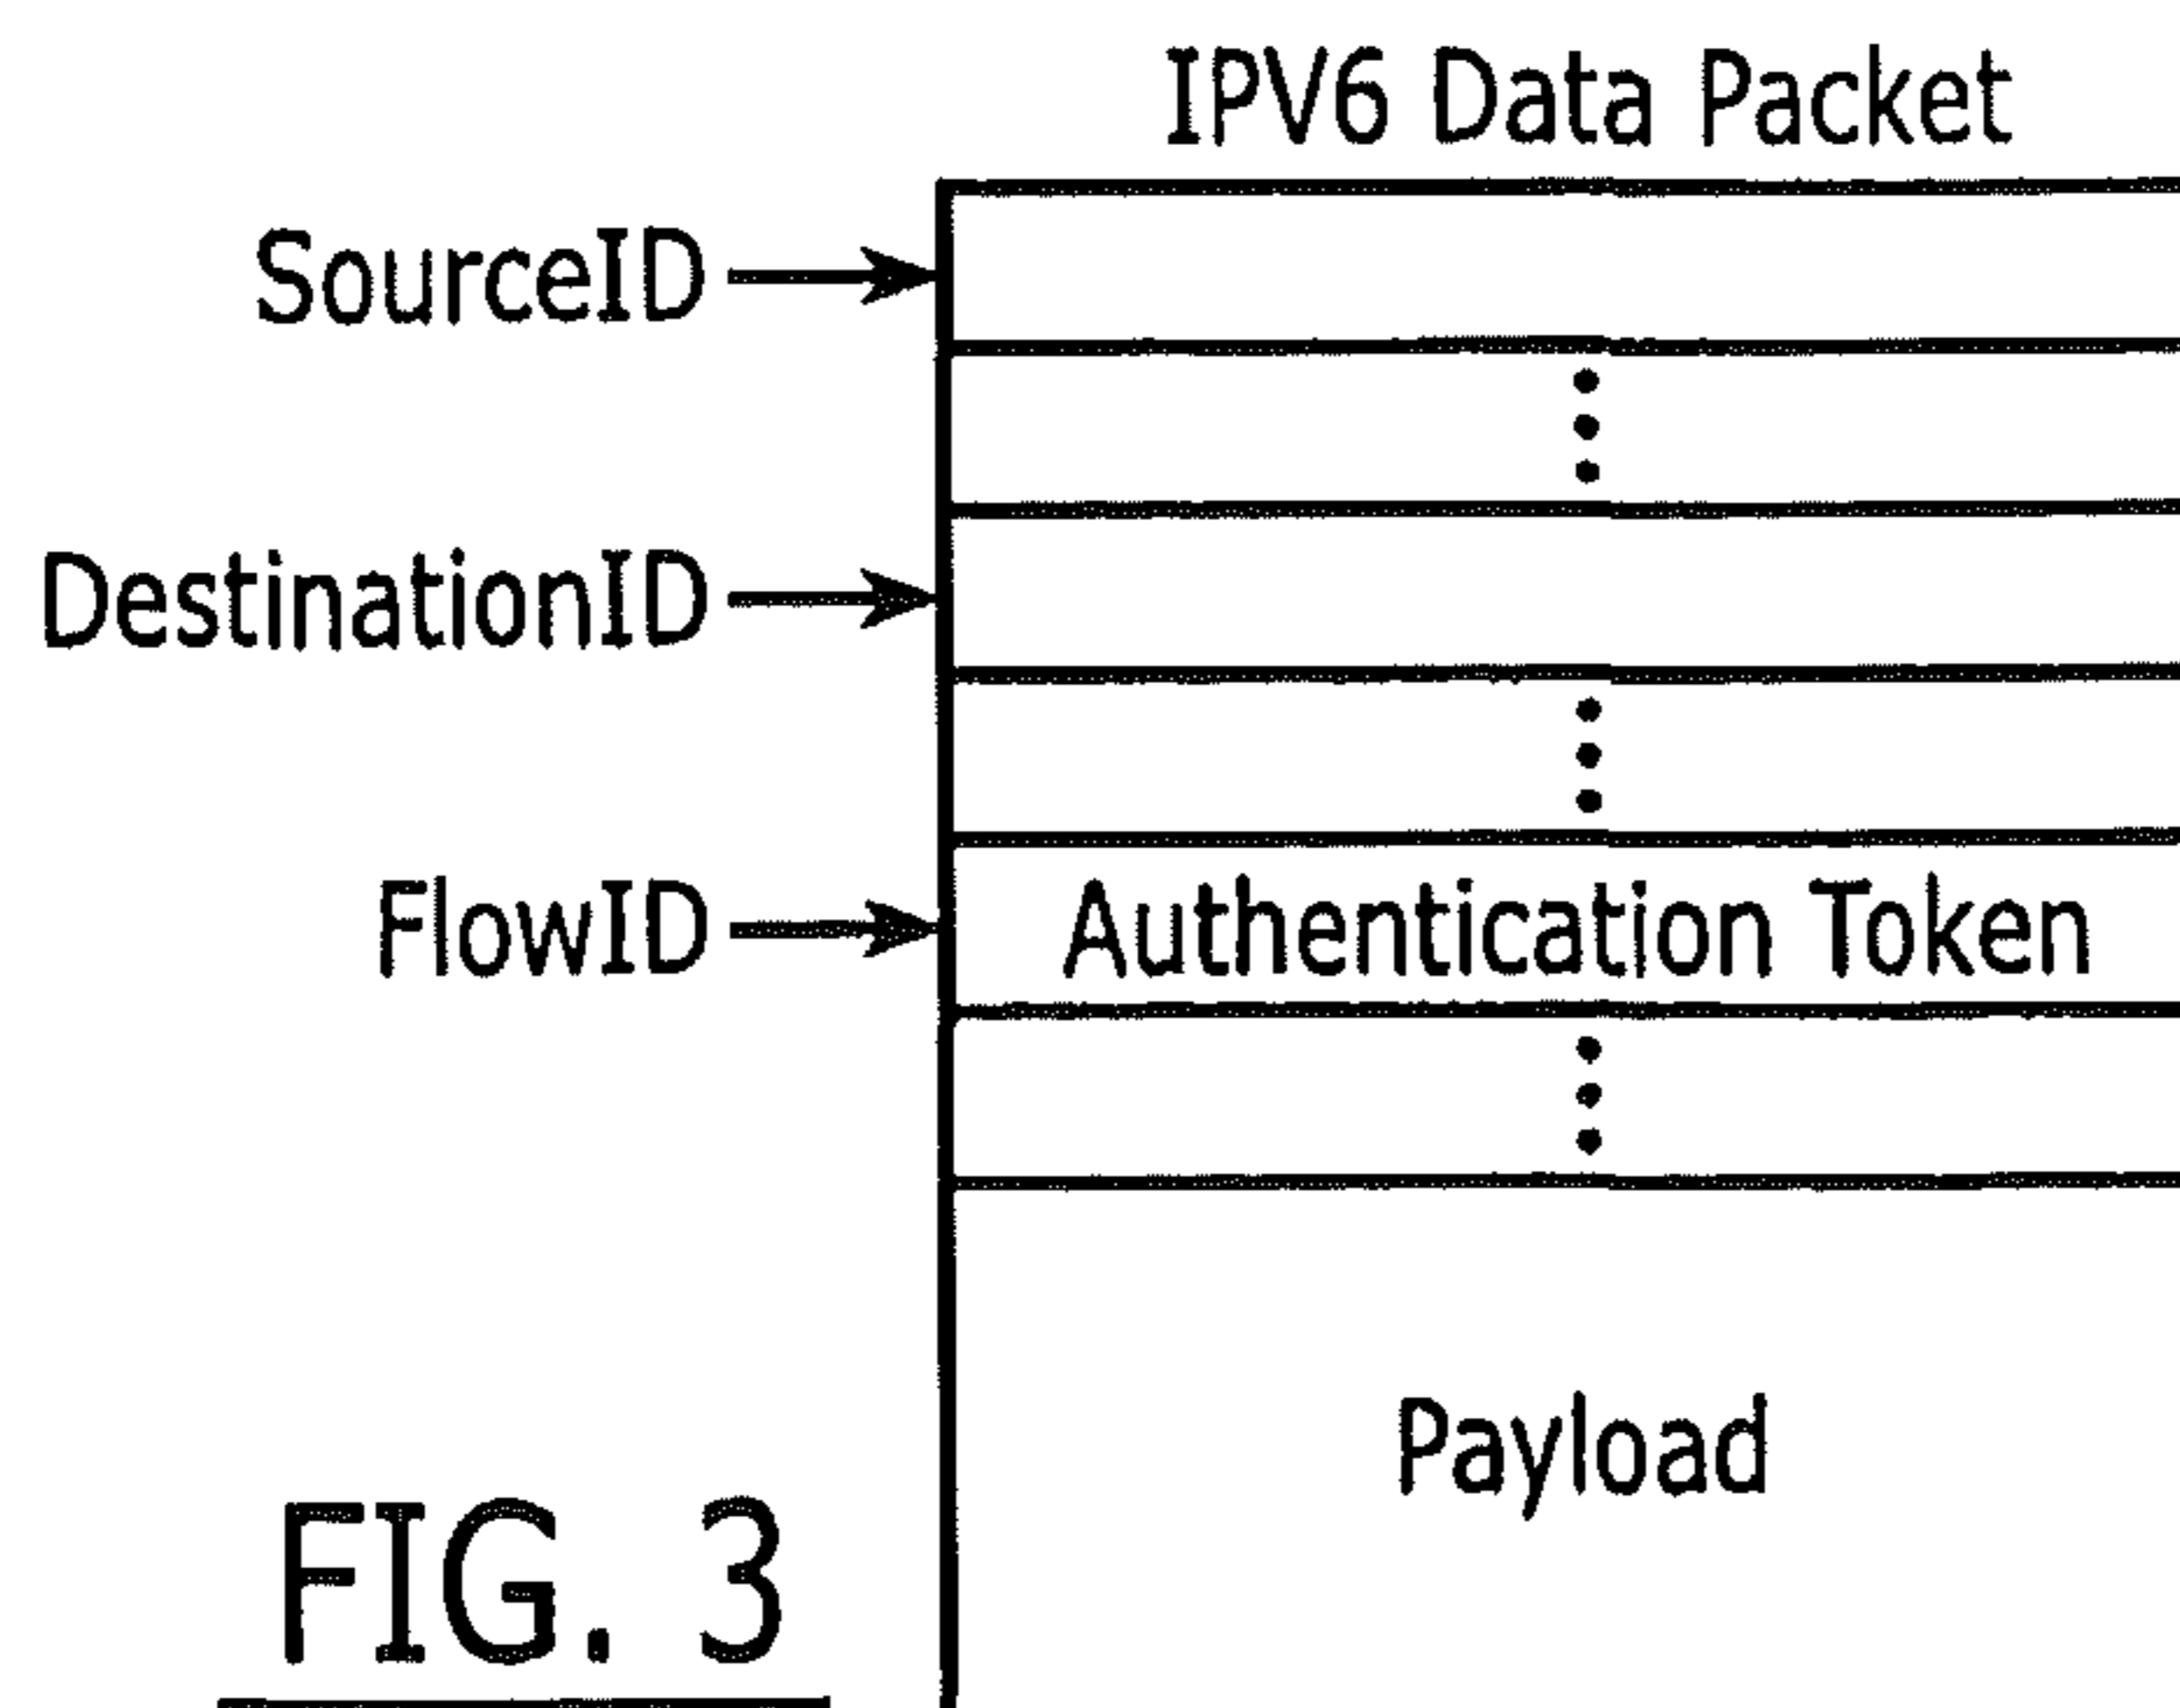 IPV6 Data Packet
SourceID
DestinationID
FlowID
Authentication Token
Payload
FIG. 3